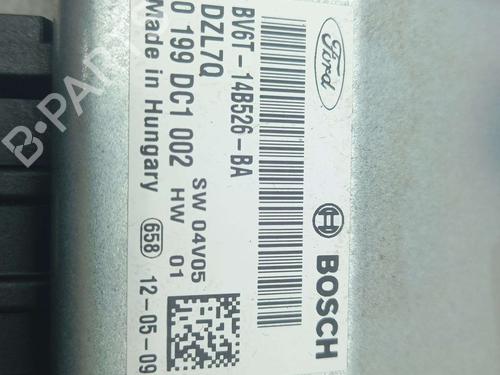 Ford
BV6T-14B526-BA
DZL7Q
0 199 DC1 002
SW 04V05
HW 01
Made in Hungary
658 12-05-09
BOSCH
B-PARTS